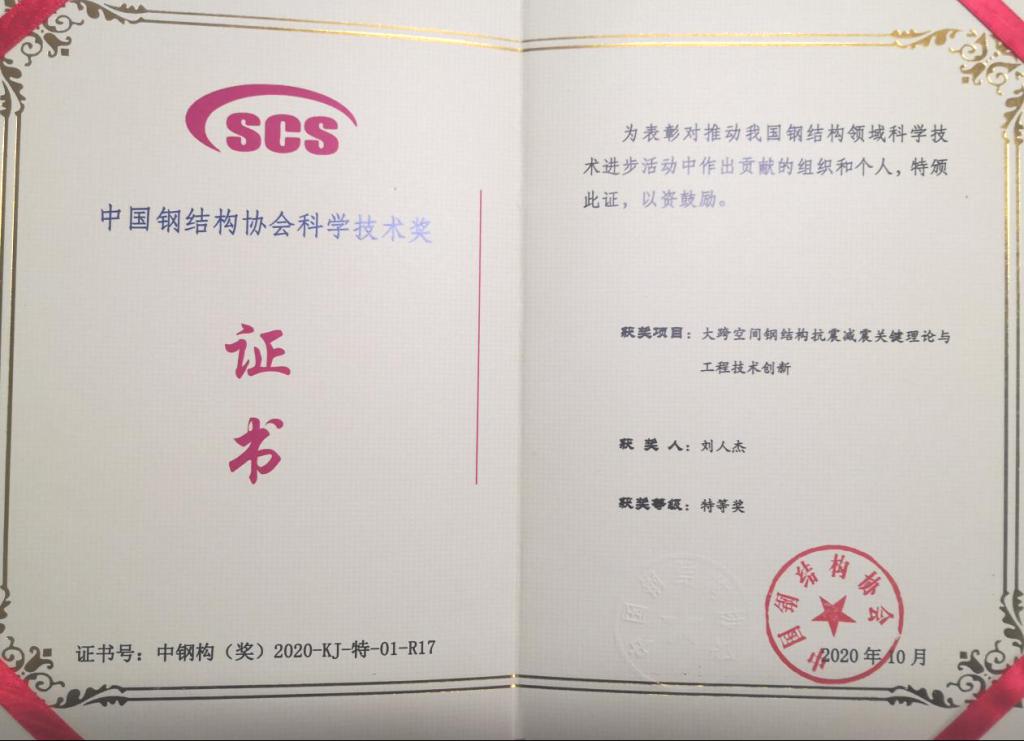 SCS
中国钢结构协会科学技术奖
证
书
证书号：中钢构（奖）2020-KJ-特-01-R17
为表彰对推动我国钢结构领域科学技
术进步活动中作出贡献的组织和个人，特颁
此证，以资鼓励。
获奖项目：大跨空间钢结构抗震减震关键理论与
工程技术创新
获 奖 人：刘人杰
获奖等级：特等奖
中国钢结构协会
2020 年 10 月